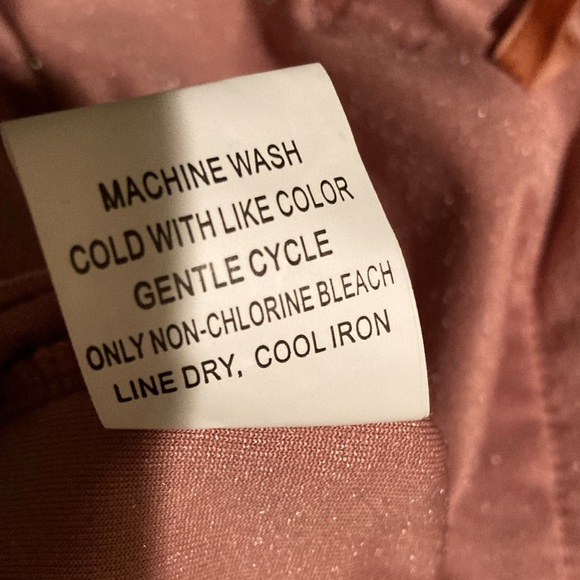 MACHINE WASH
COLD WITH LIKE COLOR
GENTLE CYCLE
ONLY NON-CHLORINE BLEACH
LINE DRY, COOL IRON